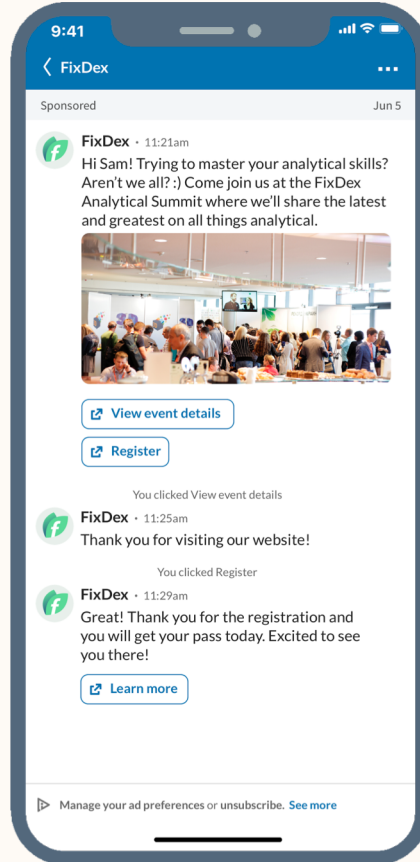 9:41
FixDex
Sponsored
Jun 5
FixDex · 11:21am
Hi Sam! Trying to master your analytical skills?
Aren't we all? :) Come join us at the FixDex
Analytical Summit where we'll share the latest
and greatest on all things analytical.
View event details
Register
You clicked View event details
FixDex · 11:25am
Thank you for visiting our website!
You clicked Register
FixDex · 11:29am
Great! Thank you for the registration and
you will get your pass today. Excited to see
you there!
Learn more
Manage your ad preferences or unsubscribe. See more